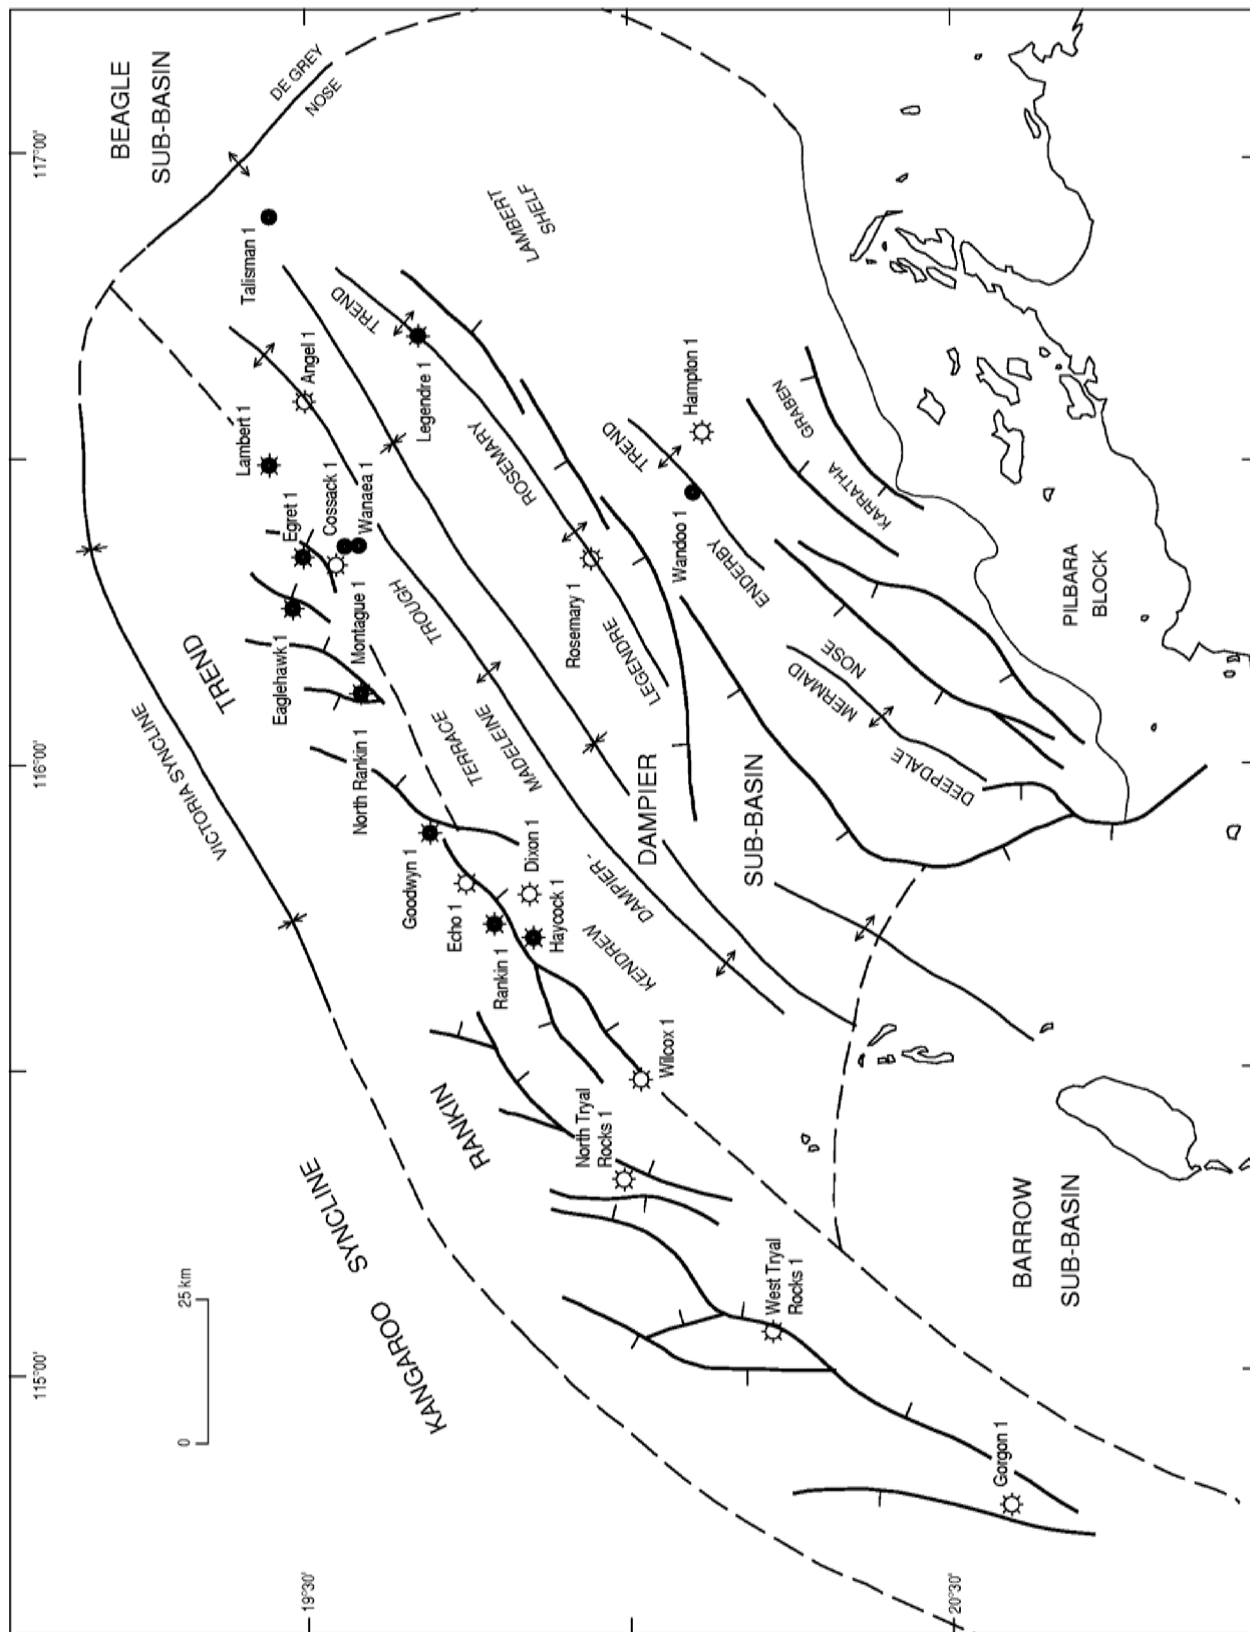 117°00'
116°00'
115°00'
19°30'
20°30'
BEAGLE
SUB-BASIN
DE GREY
NOSE
Talisman 1
LAMBERT
SHELF
Angel 1
Lambert 1
Legendre 1
TREND
ROSEMARY
LEGENDRE
Hampton 1
GRABEN
KARRATHA
Cossack 1
Wanaea 1
Egret 1
Montague 1
Eaglehawk 1
TREND
RANKIN
VICTORIA SYNCLINE
North Rankin 1
TROUGH
TERRACE
MADELEINE
Rosemary 1
Wandoo 1
TREND
ENDERBY
NOSE
MERMAID
DEEPDALE
PILBARA
BLOCK
Goodwyn 1
Echo 1
Dixon 1
Haycock 1
Rankin 1
DAMPIER
SUB-BASIN
DAMPIER-
KENDREW
Wilcox 1
North Tryal
Rocks 1
KANGAROO SYNCLINE
0
25 km
West Tryal
Rocks 1
BARROW
SUB-BASIN
Gorgon 1